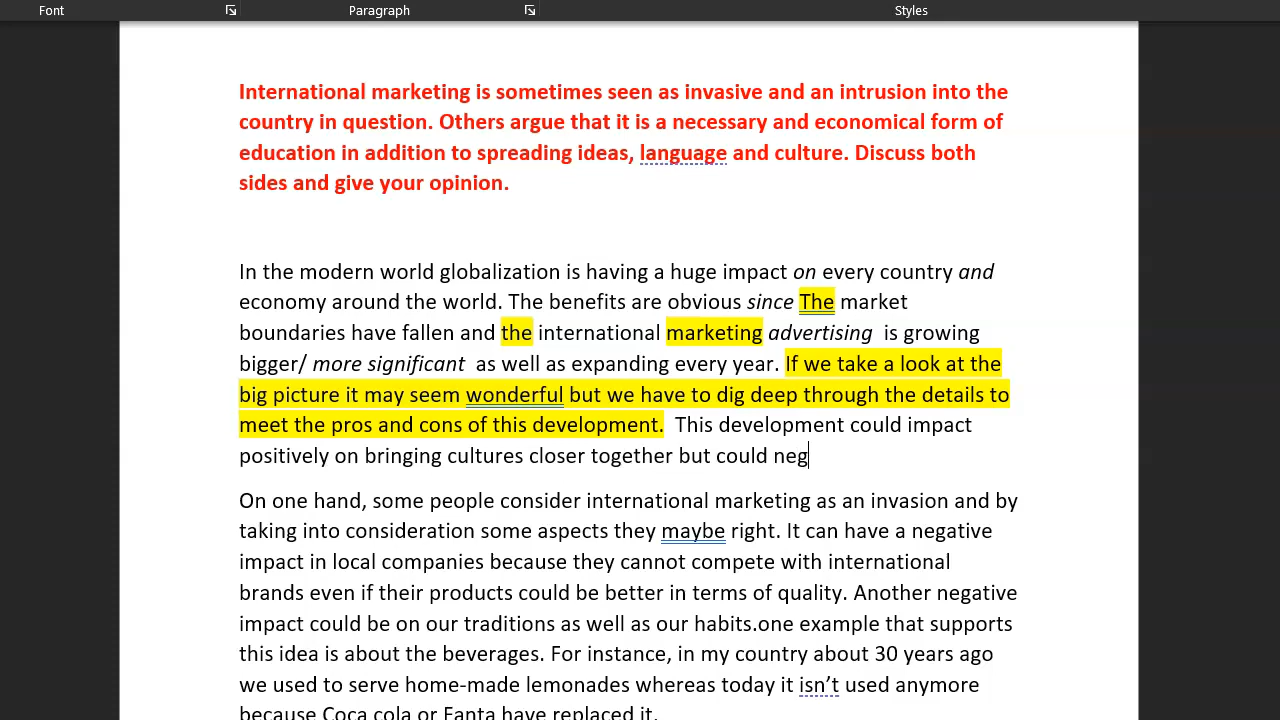 Font Paragraph Styles
International marketing is sometimes seen as invasive and an intrusion into the
country in question. Others argue that it is a necessary and economical form of
education in addition to spreading ideas, language and culture. Discuss both
sides and give your opinion.
In the modern world globalization is having a huge impact on every country and
economy around the world. The benefits are obvious since The market
boundaries have fallen and the international marketing advertising is growing
bigger/ more significant as well as expanding every year. If we take a look at the
big picture it may seem wonderful but we have to dig deep through the details to
meet the pros and cons of this development. This development could impact
positively on bringing cultures closer together but could neg
On one hand, some people consider international marketing as an invasion and by
taking into consideration some aspects they maybe right. It can have a negative
impact in local companies because they cannot compete with international
brands even if their products could be better in terms of quality. Another negative
impact could be on our traditions as well as our habits.one example that supports
this idea is about the beverages. For instance, in my country about 30 years ago
we used to serve home-made lemonades whereas today it isn’t used anymore
because Coca cola or Fanta have replaced it.